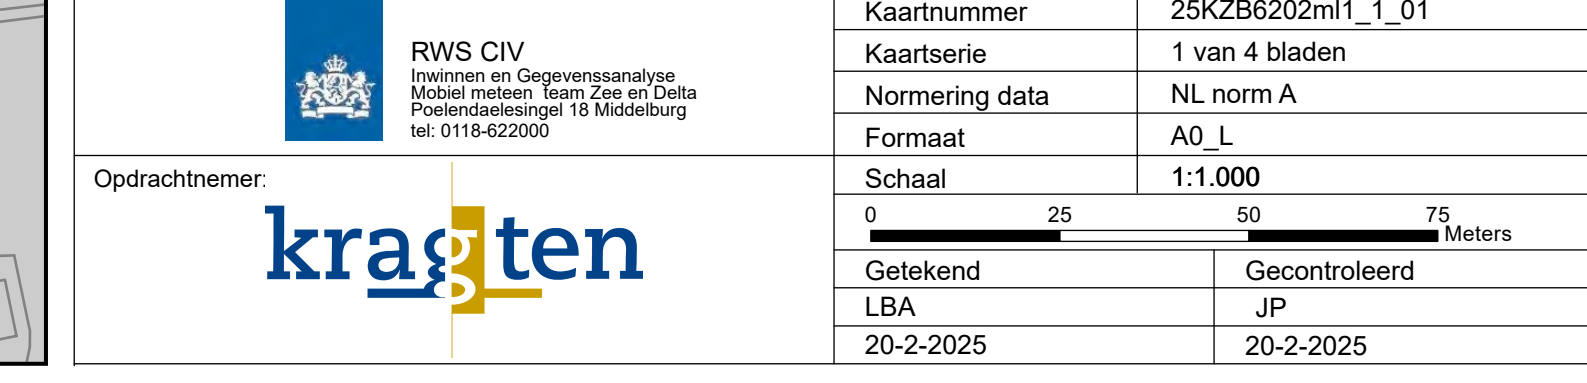 RWS CIV
Inwinnen en Gegevenssanalyse
Mobiel meteen team Zee en Delta
Poelendaelesingel 18 Middelburg
tel: 0118-622000
Opdrachtnemer:
kragten
Kaartnummer 25KZB6202ml1_1_01
Kaartserie 1 van 4 bladen
Normering data NL norm A
Formaat A0_L
Schaal 1:1.000
0 25 50 75
Meters
Getekend Gecontroleerd
LBA JP
20-2-2025 20-2-2025